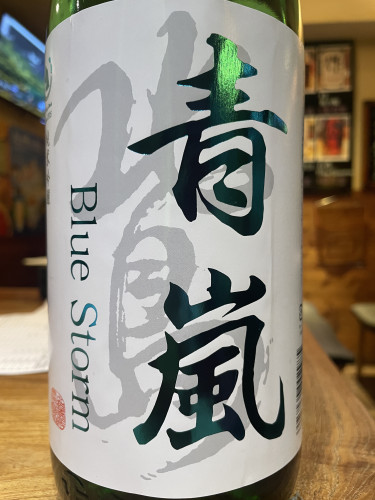 青嵐
Blue Storm